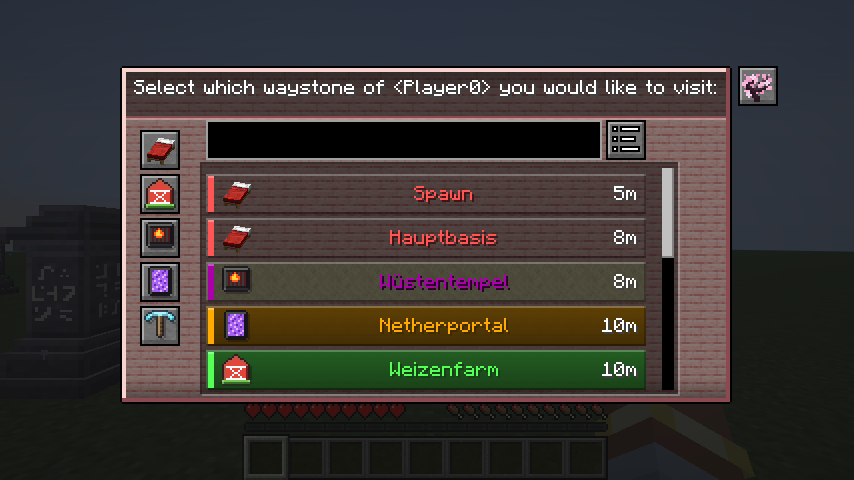 Select which waystone of <Player0> you would like to visit:
Spawn 5m
Hauptbasis 8m
Wüstentempel 8m
Netherportal 10m
Weizenfarm 10m